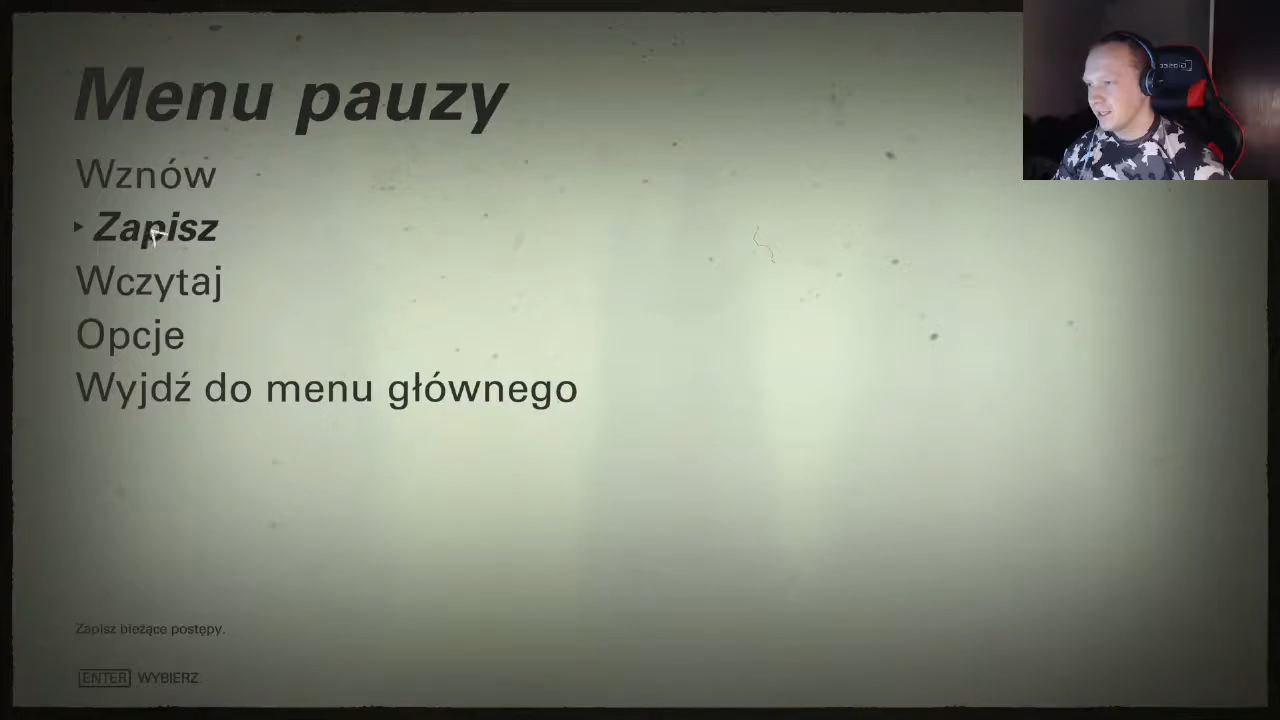 Menu pauzy
Wznów
Zapisz
Wczytaj
Opcje
Wyjdź do menu głównego
Zapisz bieżące postępy.
ENTER WYBIERZ